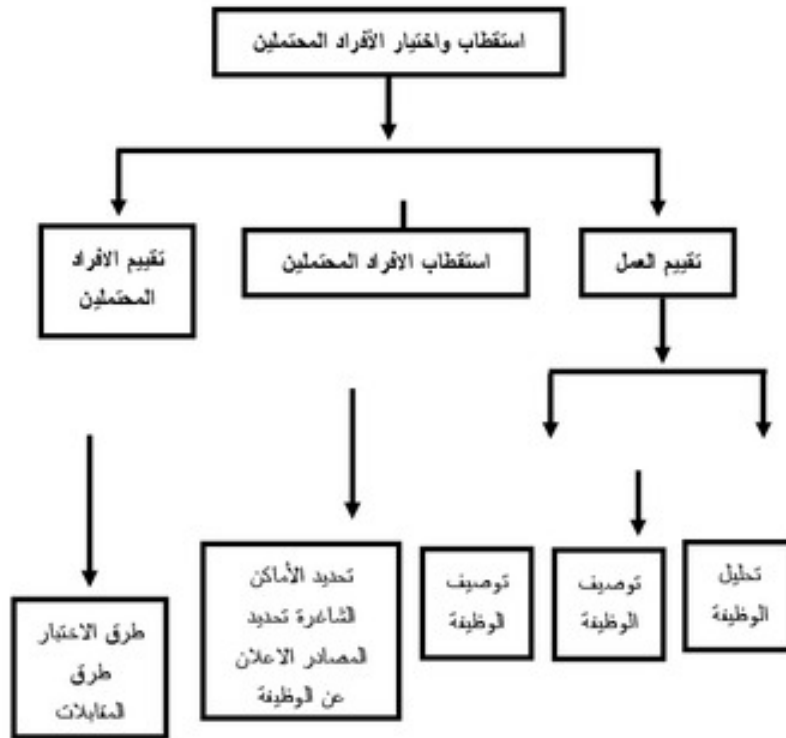 استقطاب واختيار الأفراد المحتملين
تقييم العمل
استقطاب الافراد المحتملين
تقييم الافراد
المحتملين
تحليل
الوظيفة
توصيف
الوظيفة
توصيف
الوظيفة
تحديد الأماكن
الشاغرة تحديد
المصادر الاعلان
عن الوظيفة
طرق الاختبار
طرق
المقابلات